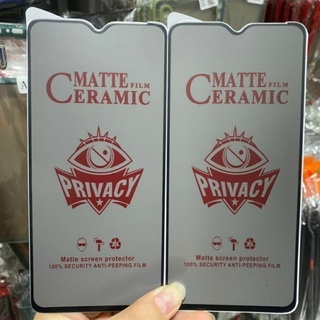 MATTE FILM
CERAMIC
PRIVACY
Matte screen protector
100% SECURITY ANTI-PEEPING FILM
MATTE FILM
CERAMIC
PRIVACY
Matte screen protector
100% SECURITY ANTI-PEEPING FILM